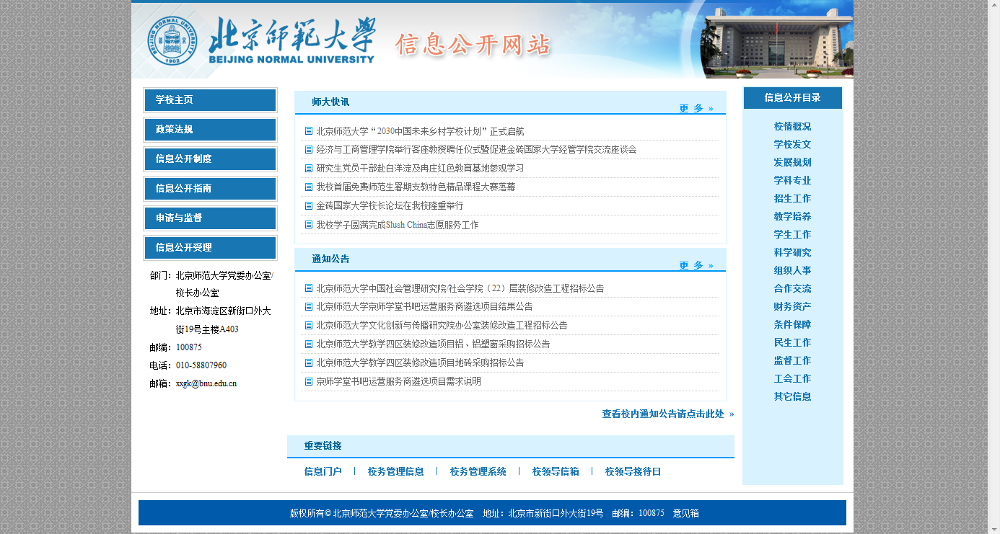 北京师范大学
BEIJING NORMAL UNIVERSITY
BEIJING NORMAL UNIVERSITY
1902
信息公开网站
学校主页
政策法规
信息公开制度
信息公开指南
申请与监督
信息公开受理
部门：北京师范大学党委办公室/
校长办公室
地址：北京市海淀区新街口外大
街19号主楼A403
邮编：100875
电话：010-58807960
邮箱：xxgk@bnu.edu.cn
师大快讯
更 多 »
北京师范大学“2030中国未来乡村学校计划”正式启航
经济与工商管理学院举行客座教授聘任仪式暨促进金砖国家大学经管学院交流座谈会
研究生党员干部赴白洋淀及冉庄红色教育基地参观学习
我校首届免费师范生暑期支教特色精品课程大赛落幕
金砖国家大学校长论坛在我校隆重举行
我校学子圆满完成Slush China志愿服务工作
通知公告
更 多 »
北京师范大学中国社会管理研究院/社会学院（22）层装修改造工程招标公告
北京师范大学京师学堂书吧运营服务商遴选项目结果公告
北京师范大学文化创新与传播研究院办公室装修改造工程招标公告
北京师范大学教学四区装修改造项目铝、铝塑窗采购招标公告
北京师范大学教学四区装修改造项目地砖采购招标公告
京师学堂书吧运营服务商遴选项目需求说明
查看校内通知公告请点击此处 »
重要链接
信息门户 | 校务管理信息 | 校务管理系统 | 校领导信箱 | 校领导接待日
信息公开目录
校情概况
学校发文
发展规划
学科专业
招生工作
教学培养
学生工作
科学研究
组织人事
合作交流
财务资产
条件保障
民生工作
监督工作
工会工作
其它信息
版权所有© 北京师范大学党委办公室/校长办公室 地址：北京市新街口外大街19号 邮编：100875 意见箱